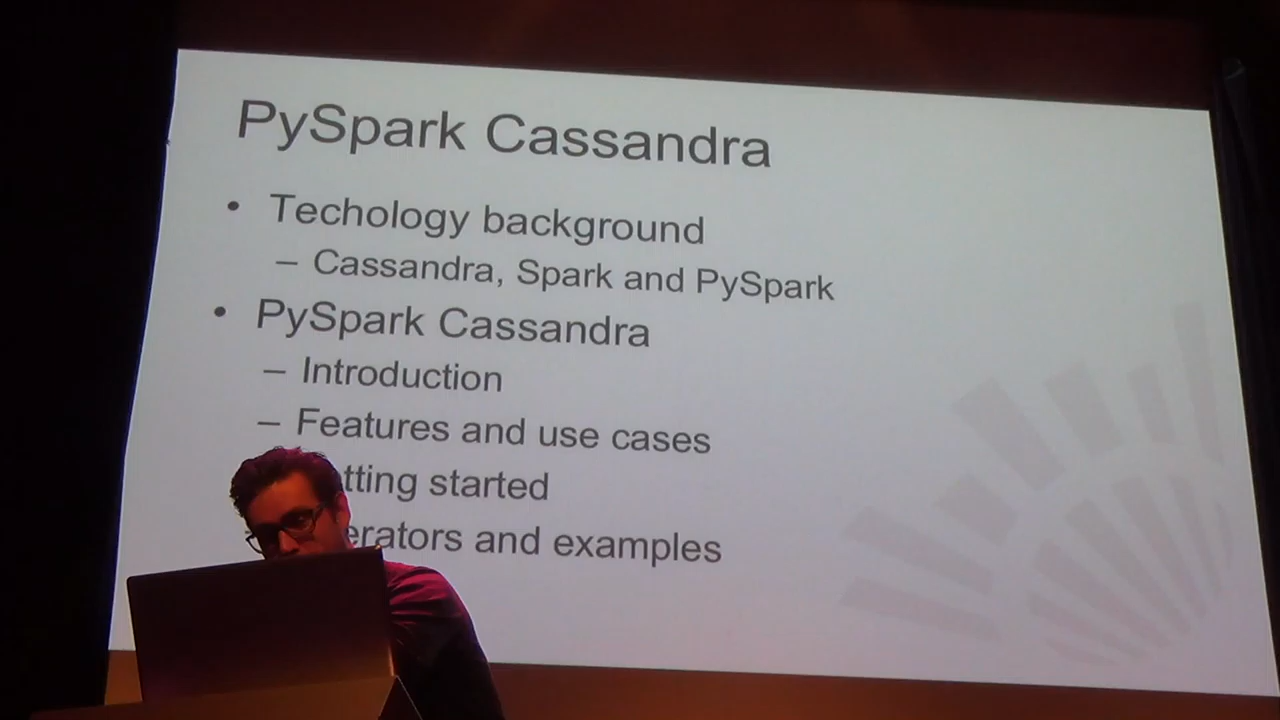 PySpark Cassandra
• Techology background
– Cassandra, Spark and PySpark
• PySpark Cassandra
– Introduction
– Features and use cases
tting started
erators and examples